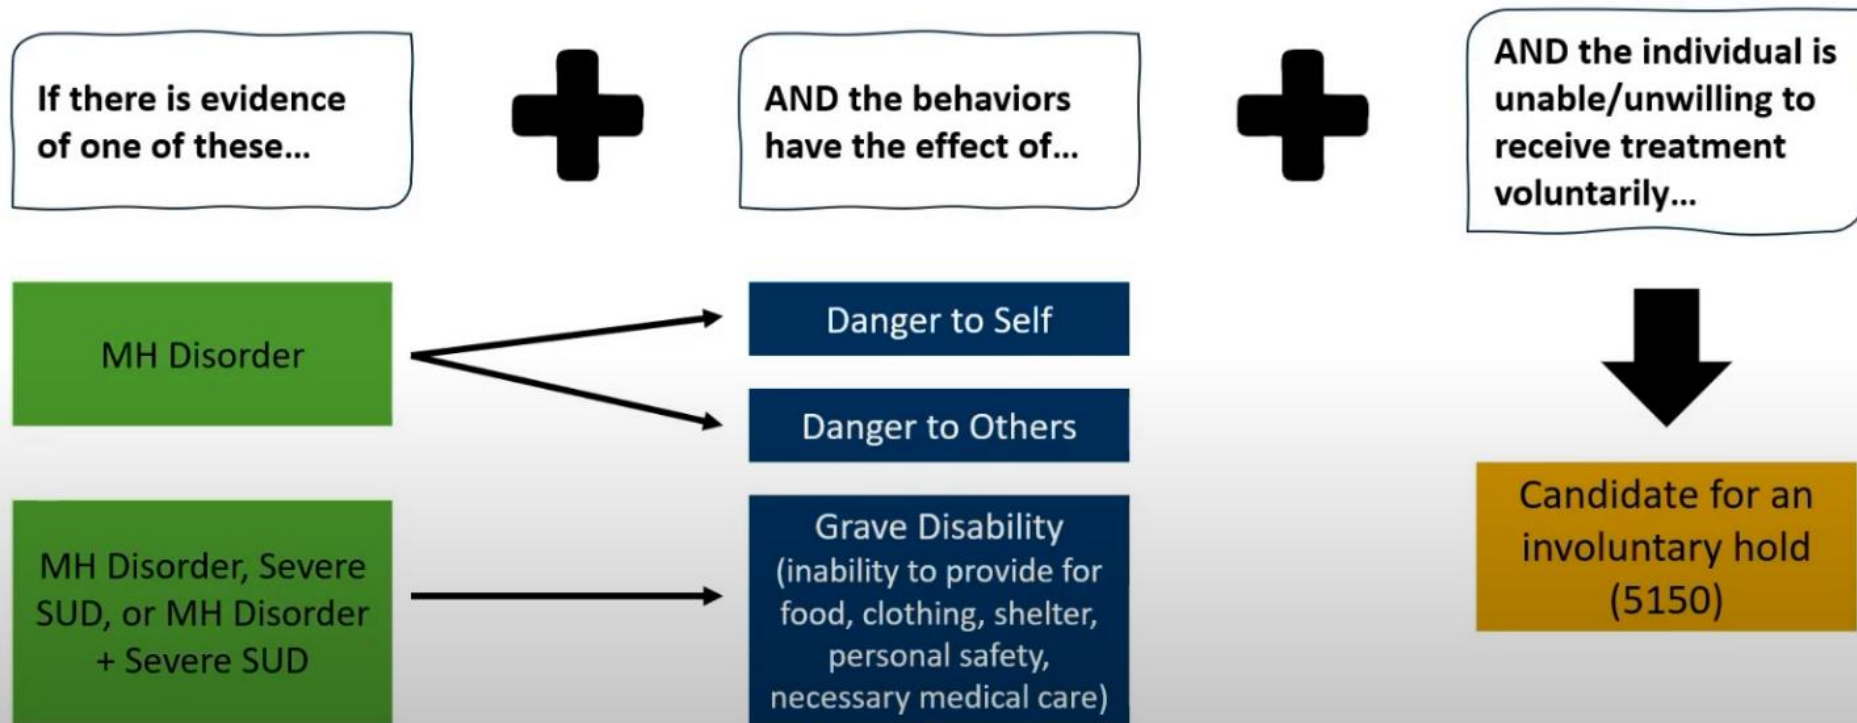 If there is evidence
of one of these...
AND the behaviors
have the effect of...
AND the individual is
unable/unwilling to
receive treatment
voluntarily...
MH Disorder
Danger to Self
Danger to Others
MH Disorder, Severe
SUD, or MH Disorder
+ Severe SUD
Grave Disability
(inability to provide for
food, clothing, shelter,
personal safety,
necessary medical care)
Candidate for an
involuntary hold
(5150)